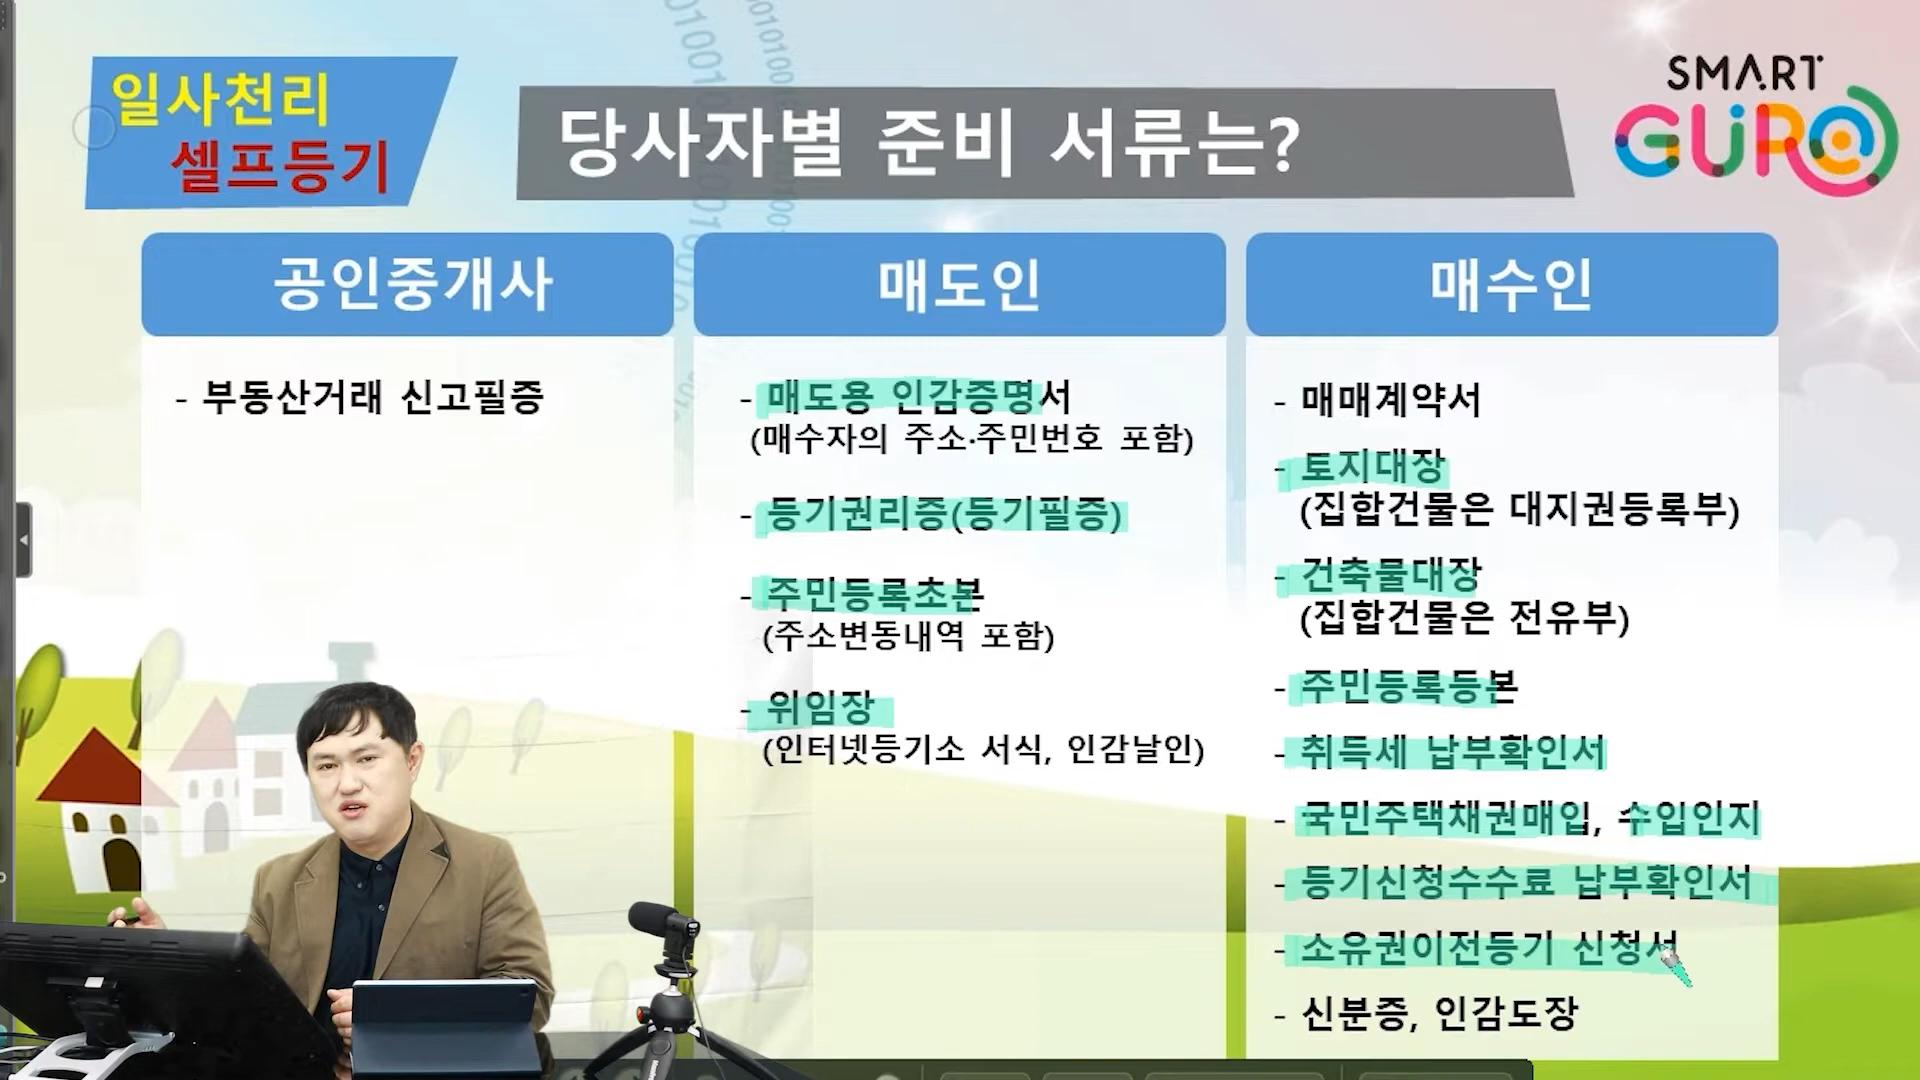 일사천리
셀프등기
당사자별 준비 서류는?
SMART
GURO
공인중개사
- 부동산거래 신고필증
매도인
- 매도용 인감증명서
(매수자의 주소·주민번호 포함)
- 등기권리증(등기필증)
- 주민등록초본
(주소변동내역 포함)
- 위임장
(인터넷등기소 서식, 인감날인)
매수인
- 매매계약서
- 토지대장
(집합건물은 대지권등록부)
- 건축물대장
(집합건물은 전유부)
- 주민등록등본
- 취득세 납부확인서
- 국민주택채권매입, 수입인지
- 등기신청수수료 납부확인서
- 소유권이전등기 신청서
- 신분증, 인감도장